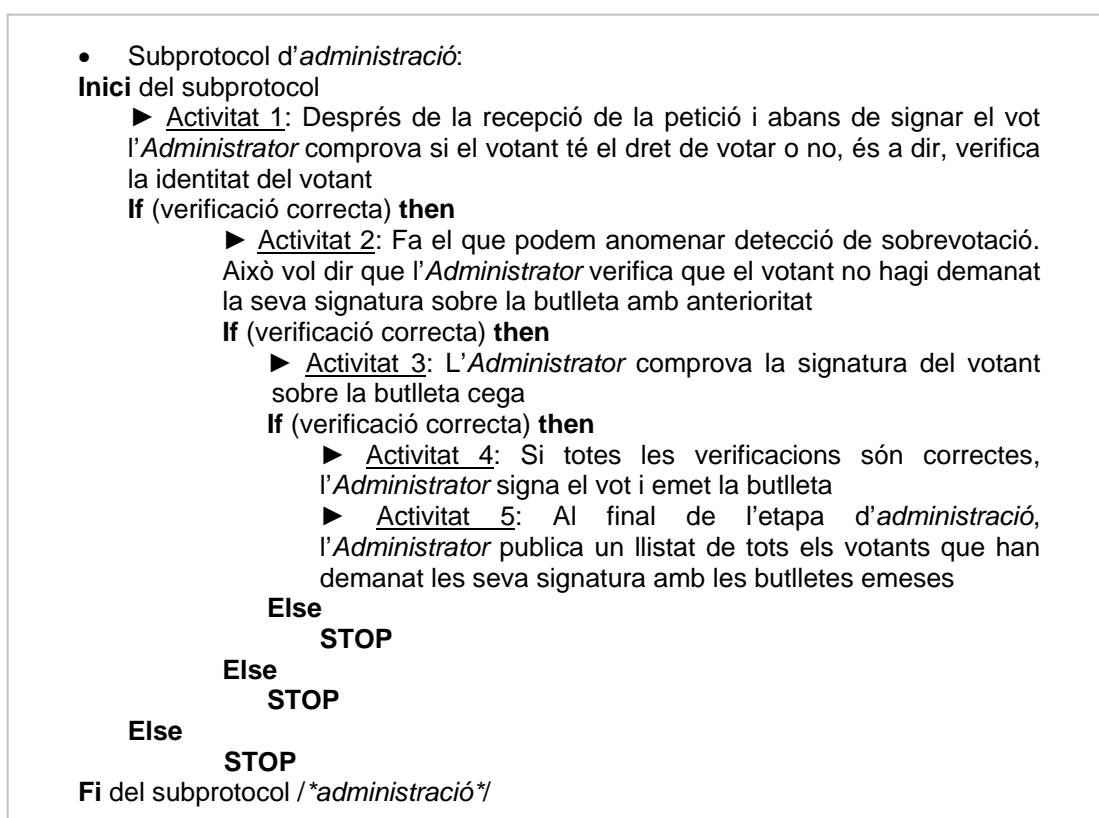 • Subprotocol d’administració:
Inici del subprotocol
► Activitat 1: Després de la recepció de la petició i abans de signar el vot
l’Administrator comprova si el votant té el dret de votar o no, és a dir, verifica
la identitat del votant
If (verificació correcta) then
► Activitat 2: Fa el que podem anomenar detecció de sobrevotació.
Això vol dir que l’Administrator verifica que el votant no hagi demanat
la seva signatura sobre la butlleta amb anterioritat
If (verificació correcta) then
► Activitat 3: L’Administrator comprova la signatura del votant
sobre la butlleta cega
If (verificació correcta) then
► Activitat 4: Si totes les verificacions són correctes,
l’Administrator signa el vot i emet la butlleta
► Activitat 5: Al final de l’etapa d’administració,
l’Administrator publica un llistat de tots els votants que han
demanat les seva signatura amb les butlletes emeses
Else
STOP
Else
STOP
Else
STOP
Fi del subprotocol /*administració*/